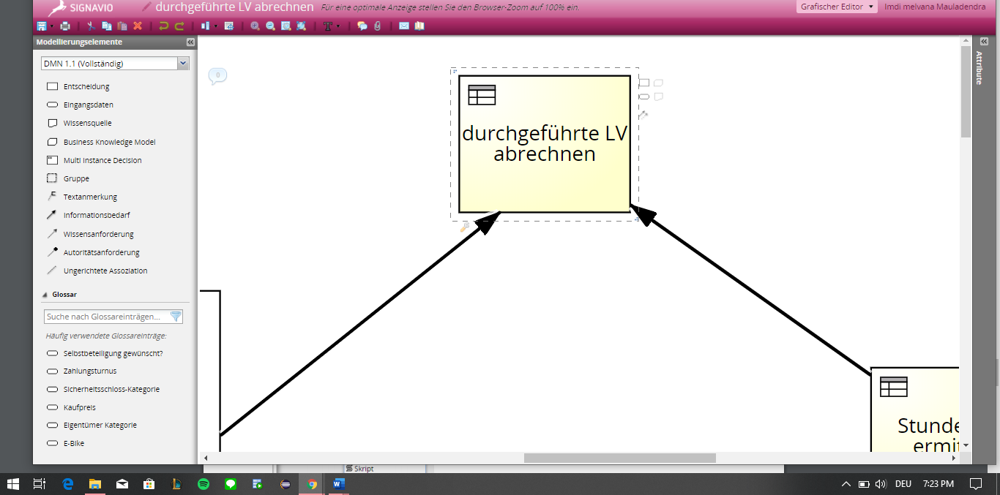 SIGNAVIO
durchgeführte LV abrechnen
Für eine optimale Anzeige stellen Sie den Browser-Zoom auf 100% ein.
Grafischer Editor
Imdi melvana Mauladendra
Modellierungselemente
DMN 1.1 (Vollständig)
Entscheidung
Eingangsdaten
Wissensquelle
Business Knowledge Model
Multi Instance Decision
Gruppe
Textanmerkung
Informationsbedarf
Wissensanforderung
Autoritätsanforderung
Ungerichtete Assoziation
Glossar
Suche nach Glossareinträgen...
Häufig verwendete Glossareinträge:
Selbstbeteiligung gewünscht?
Zahlungsturnus
Sicherheitsschloss-Kategorie
Kaufpreis
Eigentümer Kategorie
E-Bike
0
durchgeführte LV
abrechnen
Stunde
ermit
Attribute
Skript
DEU
7:23 PM